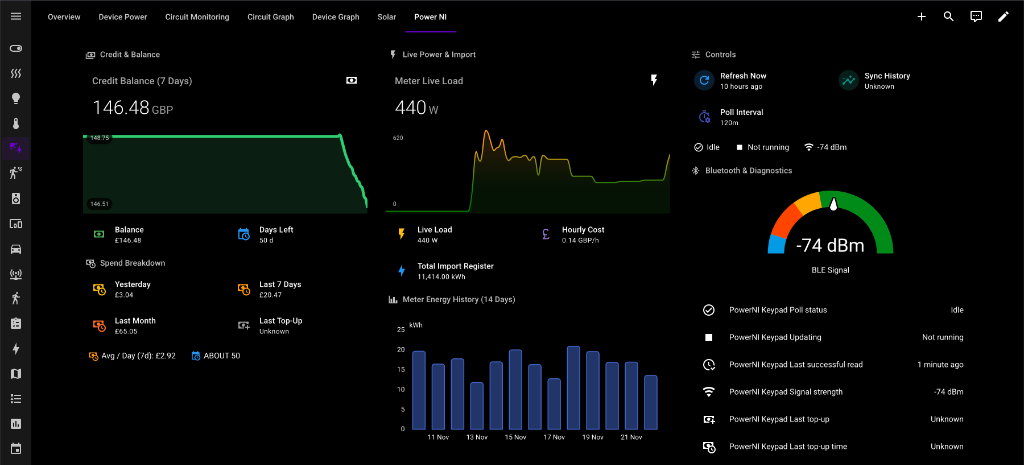 Overview Device Power Circuit Monitoring Circuit Graph Device Graph Solar Power NI
Credit & Balance
Credit Balance (7 Days)
146.48 GBP
148.75
146.51
Balance
£146.48
Days Left
50 d
Spend Breakdown
Yesterday
£3.04
Last 7 Days
£20.47
Last Month
£65.05
Last Top-Up
Unknown
Avg / Day (7d): £2.92 ABOUT 50
Live Power & Import
Meter Live Load
440 W
620
0
Live Load
440 W
Hourly Cost
0.14 GBP/h
Total Import Register
11,414.00 kWh
Meter Energy History (14 Days)
kWh
25
20
15
10
5
0
11 Nov 13 Nov 15 Nov 17 Nov 19 Nov 21 Nov
Controls
Refresh Now
10 hours ago
Sync History
Unknown
Poll Interval
120m
Idle Not running -74 dBm
Bluetooth & Diagnostics
-74 dBm
BLE Signal
PowerNI Keypad Poll status Idle
PowerNI Keypad Updating Not running
PowerNI Keypad Last successful read 1 minute ago
PowerNI Keypad Signal strength -74 dBm
PowerNI Keypad Last top-up Unknown
PowerNI Keypad Last top-up time Unknown